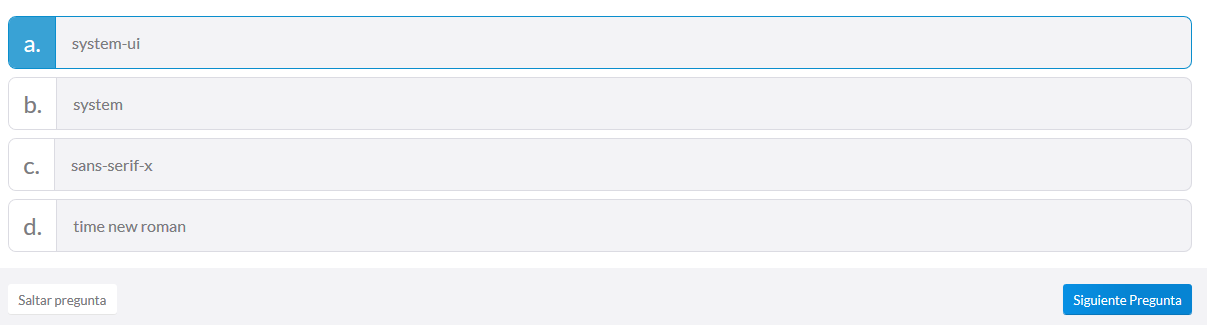 a. system-ui
b. system
c. sans-serif-x
d. time new roman
Saltar pregunta Siguiente Pregunta